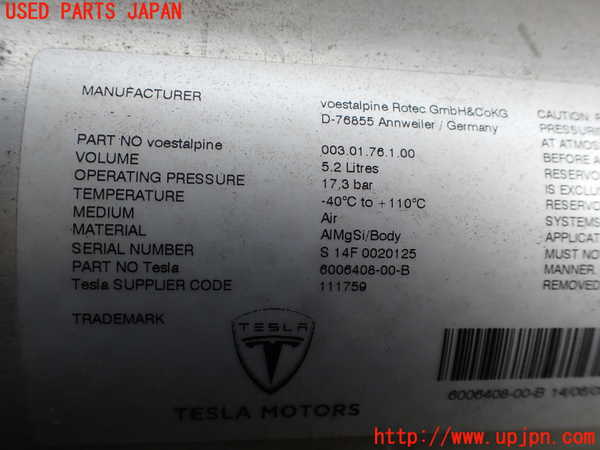 USED PARTS JAPAN
MANUFACTURER voestalpine Rotec GmbH&CoKG
D-76855 Annweiler / Germany
PART NO voestalpine 003.01.76.1.00
VOLUME 5.2 Litres
OPERATING PRESSURE 17,3 bar
TEMPERATURE -40°C to +110°C
MEDIUM Air
MATERIAL AlMgSi/Body
SERIAL NUMBER S 14F 0020125
PART NO Tesla 6006408-00-B
Tesla SUPPLIER CODE 111759
TRADEMARK
TESLA
TESLA MOTORS
CAUTION:
PRESSURI
AT ATMOS
BEFORE A
RESERVO
IS EXCLU
RESERVO
SYSTEMS
APPLICAT
MUST NO
MANNER.
REMOVED
6006408-00-B 14/06/0
http://www.upjpn.com/